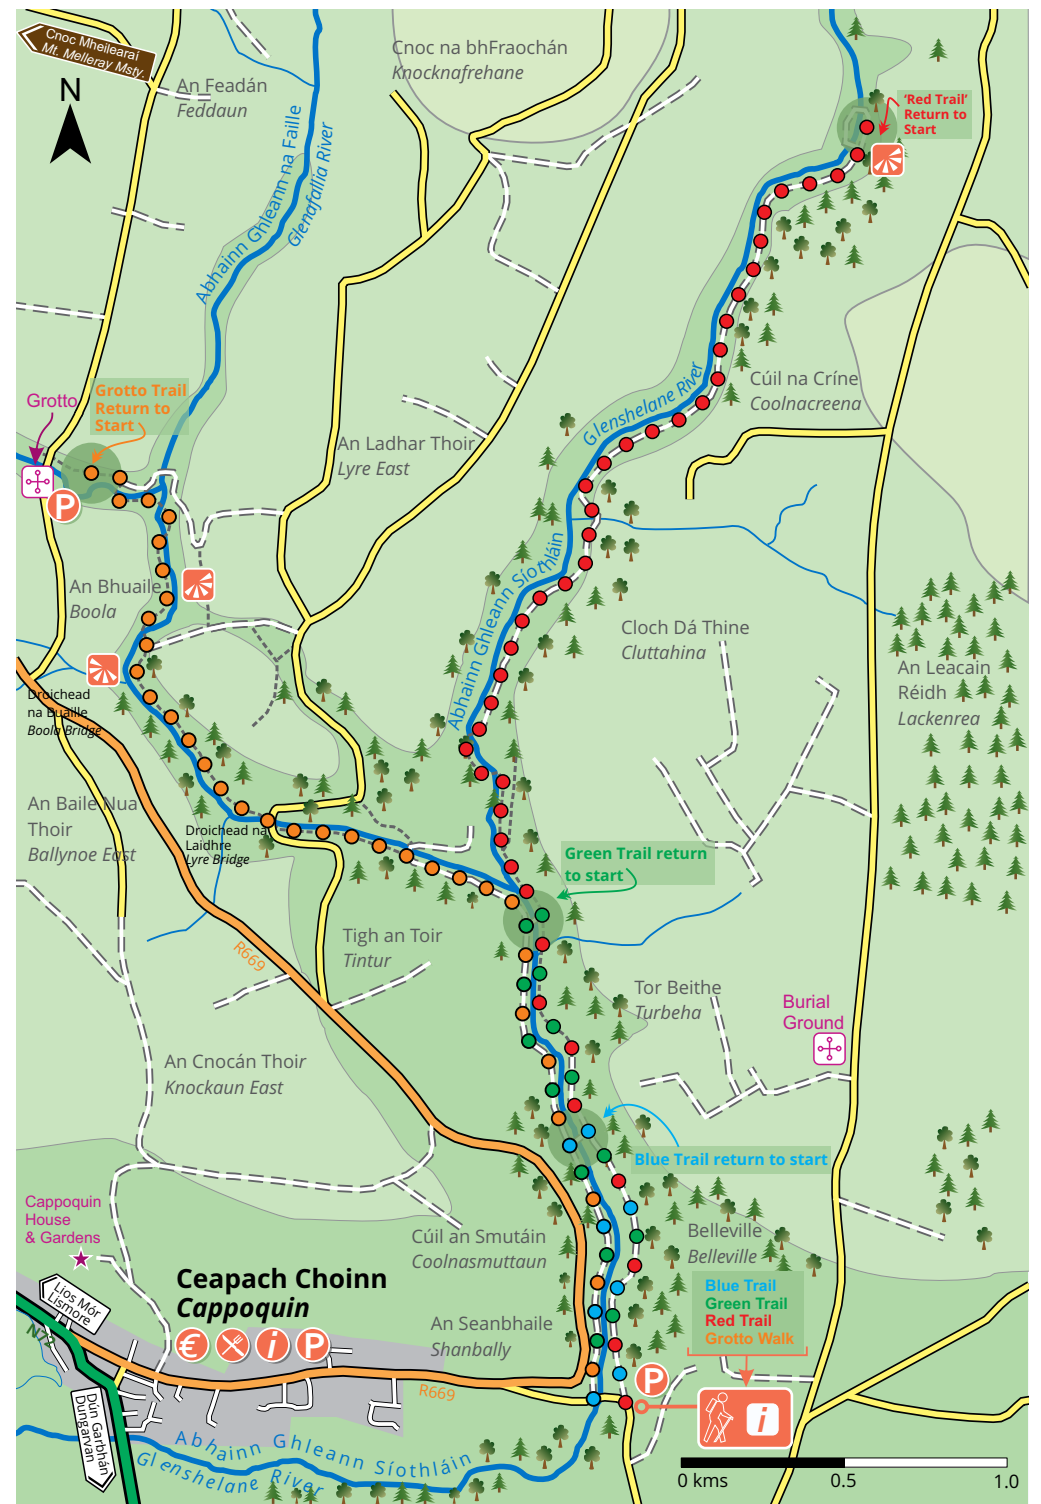 Cnoc Mheilearaí
Mt. Melleray Msty.
N
An Feadán
Feddaun
Cnoc na bhFraochán
Knocknafrehane
'Red Trail'
Return to
Start
Abhainn Ghleann na Faille
Glenafallia River
Grotto
Grotto Trail
Return to
Start
P
An Ladhar Thoir
Lyre East
Glenshelane River
Abhainn Ghleann Síothláin
Cúil na Críne
Coolnacreena
An Bhuaile
Boola
Cloch Dá Thine
Cluttahina
An Leacain
Réidh
Lackenrea
Droichead
na Buaille
Boola Bridge
An Baile Nua
Thoir
Ballynoe East
Droichead na
Laidhre
Lyre Bridge
Green Trail return
to start
R669
Tigh an Toir
Tintur
Tor Beithe
Turbeha
Burial
Ground
An Cnocán Thoir
Knockaun East
Blue Trail return to start
Cappoquin
House
& Gardens
Cúil an Smutáin
Coolnasmuttaun
Belleville
Belleville
Lios Mór
Lismore
N72
Ceapach Choinn
Cappoquin
€ i P
An Seanbhaile
Shanbally
Blue Trail
Green Trail
Red Trail
Grotto Walk
R669
P
i
Dún Garbhán
Dungarvan
Abhainn Ghleann Síothláin
Glenshelane River
0 kms 0.5 1.0